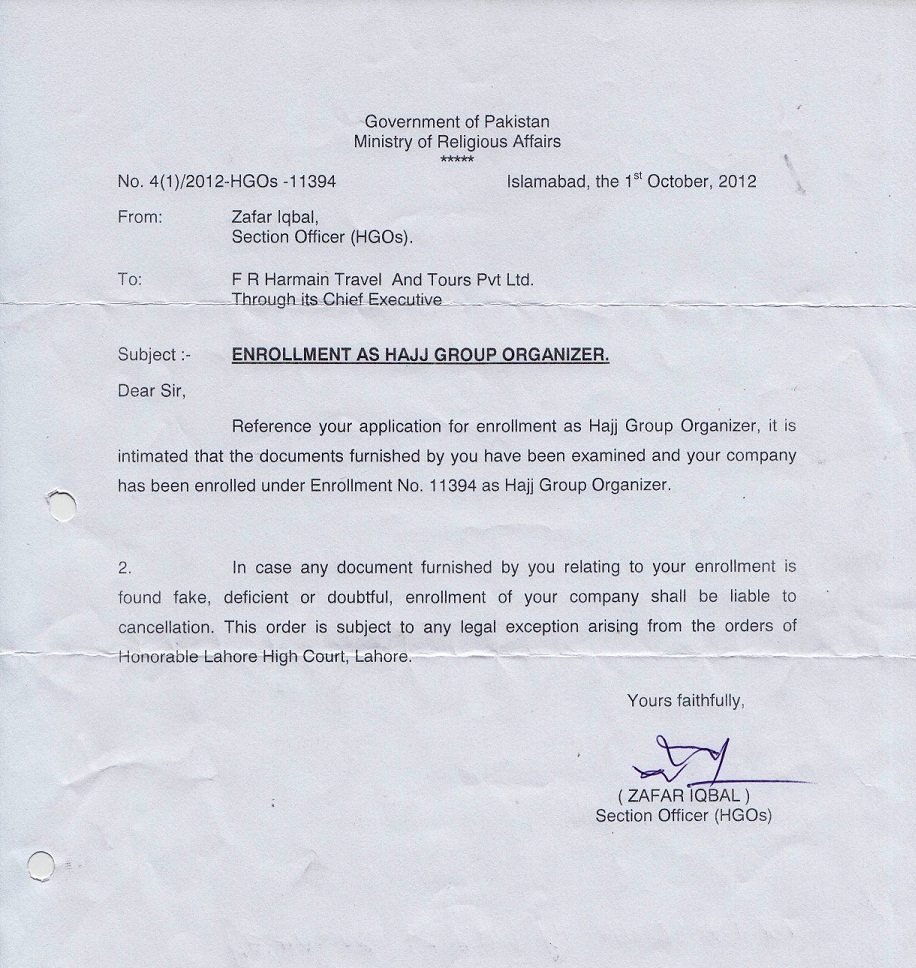 Government of Pakistan
Ministry of Religious Affairs
*****
No. 4(1)/2012-HGOs -11394 Islamabad, the 1st October, 2012
From: Zafar Iqbal,
Section Officer (HGOs).
To: F R Harmain Travel And Tours Pvt Ltd.
Through its Chief Executive
Subject :- ENROLLMENT AS HAJJ GROUP ORGANIZER.
Dear Sir,
Reference your application for enrollment as Hajj Group Organizer, it is
intimated that the documents furnished by you have been examined and your company
has been enrolled under Enrollment No. 11394 as Hajj Group Organizer.
2. In case any document furnished by you relating to your enrollment is
found fake, deficient or doubtful, enrollment of your company shall be liable to
cancellation. This order is subject to any legal exception arising from the orders of
Honorable Lahore High Court, Lahore.
Yours faithfully,
( ZAFAR IQBAL )
Section Officer (HGOs)